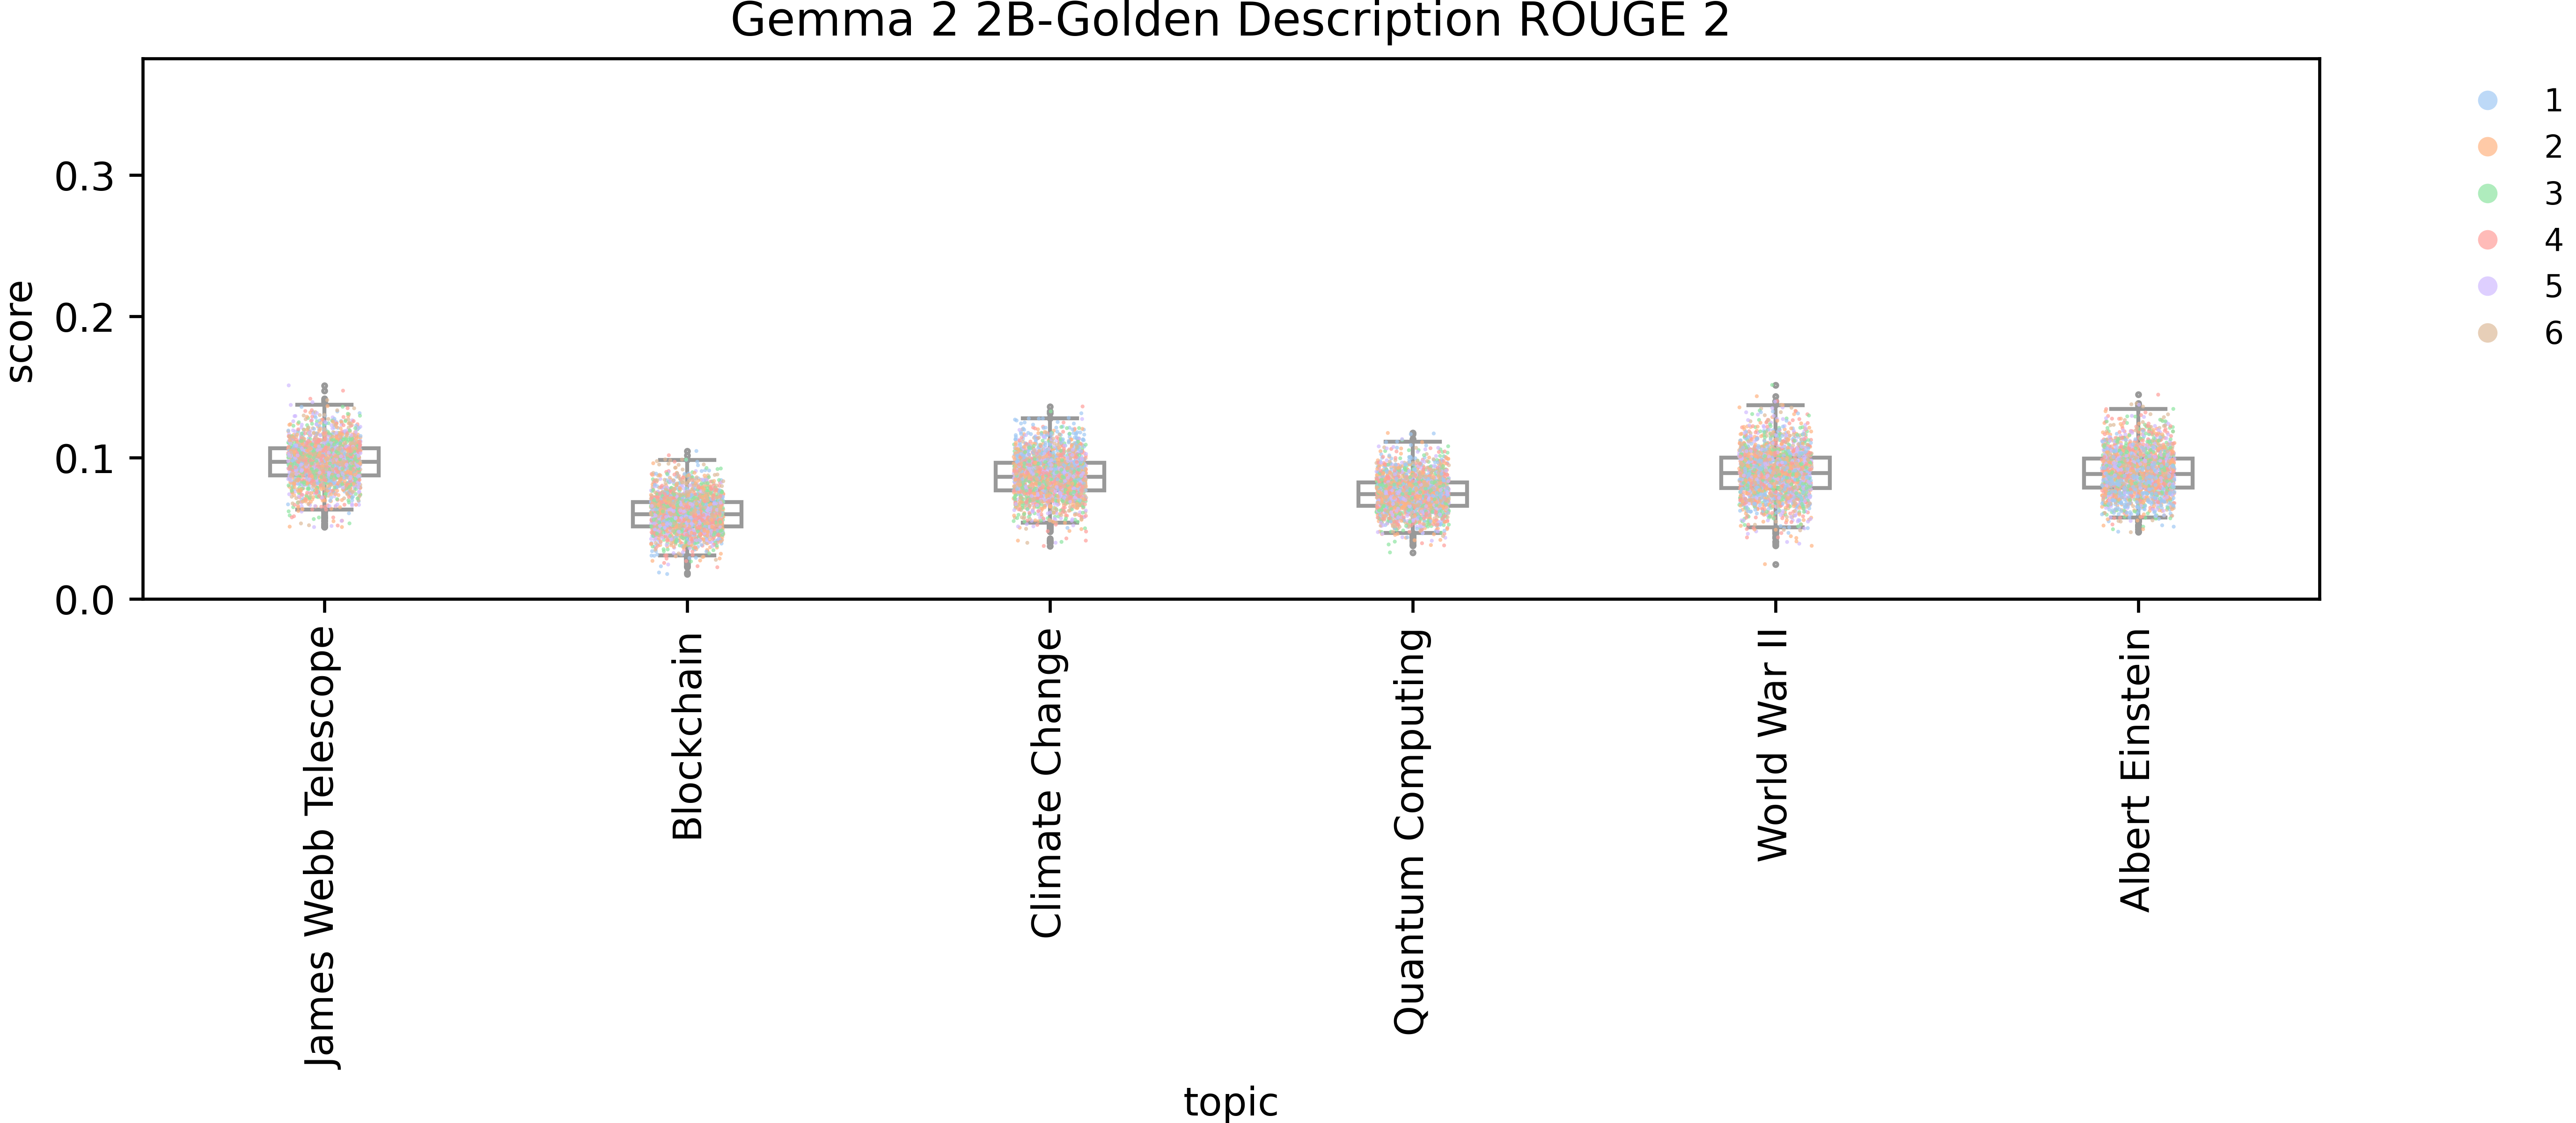 Gemma 2 2B-Golden Description ROUGE 2
score
0.3
0.2
0.1
0.0
1
2
3
4
5
6
James Webb Telescope
Blockchain
Climate Change
Quantum Computing
World War II
Albert Einstein
topic